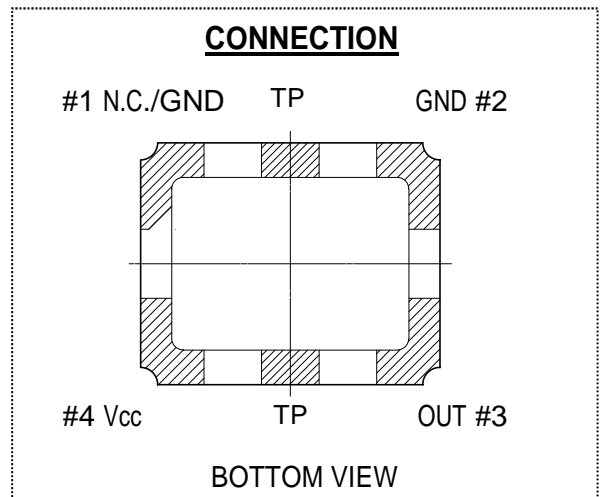 CONNECTION
#1 N.C./GND TP GND #2
#4 Vcc TP OUT #3
BOTTOM VIEW